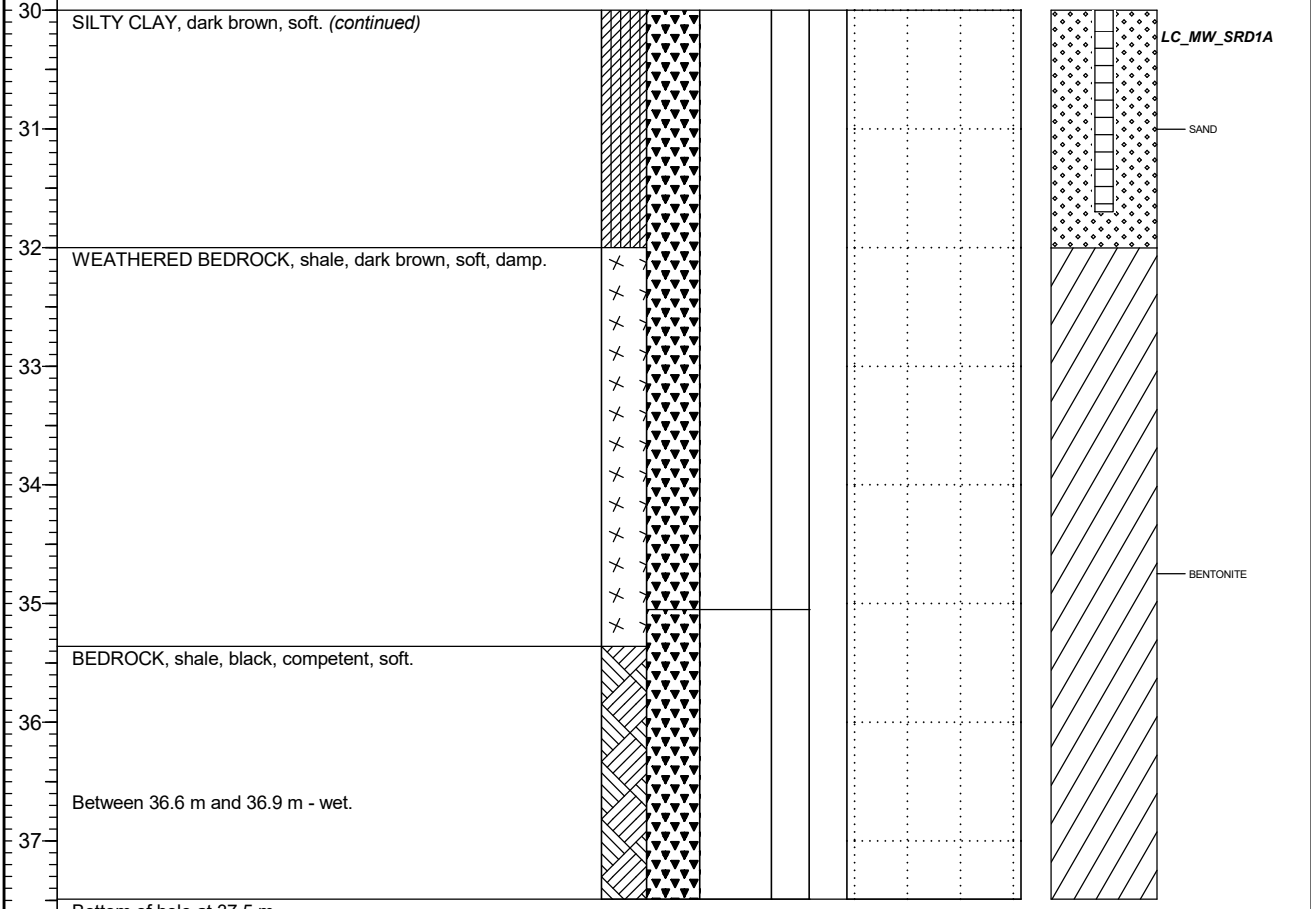 30
SILTY CLAY, dark brown, soft. (continued)
LC_MW_SRD1A
31
SAND
32
WEATHERED BEDROCK, shale, dark brown, soft, damp.
33
34
BENTONITE
35
BEDROCK, shale, black, competent, soft.
36
Between 36.6 m and 36.9 m - wet.
37
Bottom of hole at 37.5 m